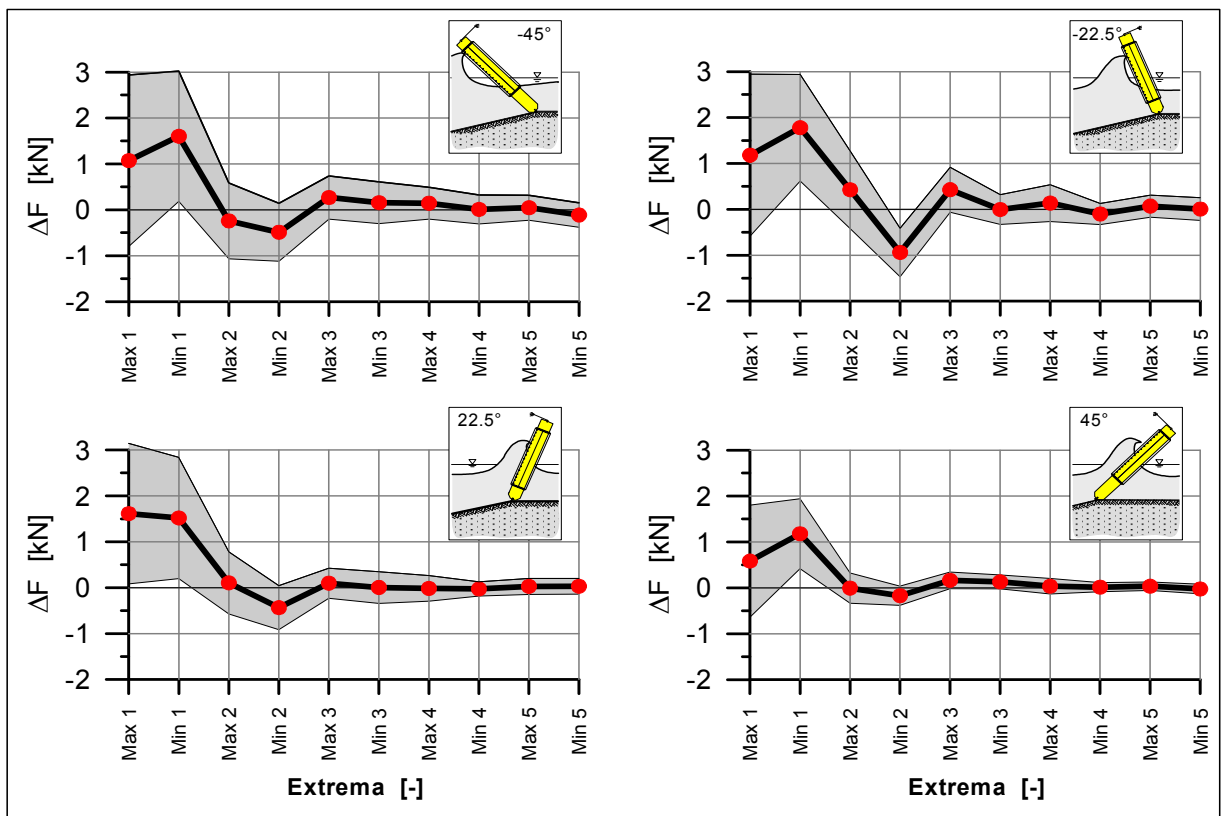 -45°
3
2
1
0
-1
-2
ΔF [kN]
Max 1
Min 1
Max 2
Min 2
Max 3
Min 3
Max 4
Min 4
Max 5
Min 5
-22.5°
3
2
1
0
-1
-2
ΔF [kN]
Max 1
Min 1
Max 2
Min 2
Max 3
Min 3
Max 4
Min 4
Max 5
Min 5
22.5°
3
2
1
0
-1
-2
ΔF [kN]
Max 1
Min 1
Max 2
Min 2
Max 3
Min 3
Max 4
Min 4
Max 5
Min 5
Extrema [-]
45°
3
2
1
0
-1
-2
ΔF [kN]
Max 1
Min 1
Max 2
Min 2
Max 3
Min 3
Max 4
Min 4
Max 5
Min 5
Extrema [-]